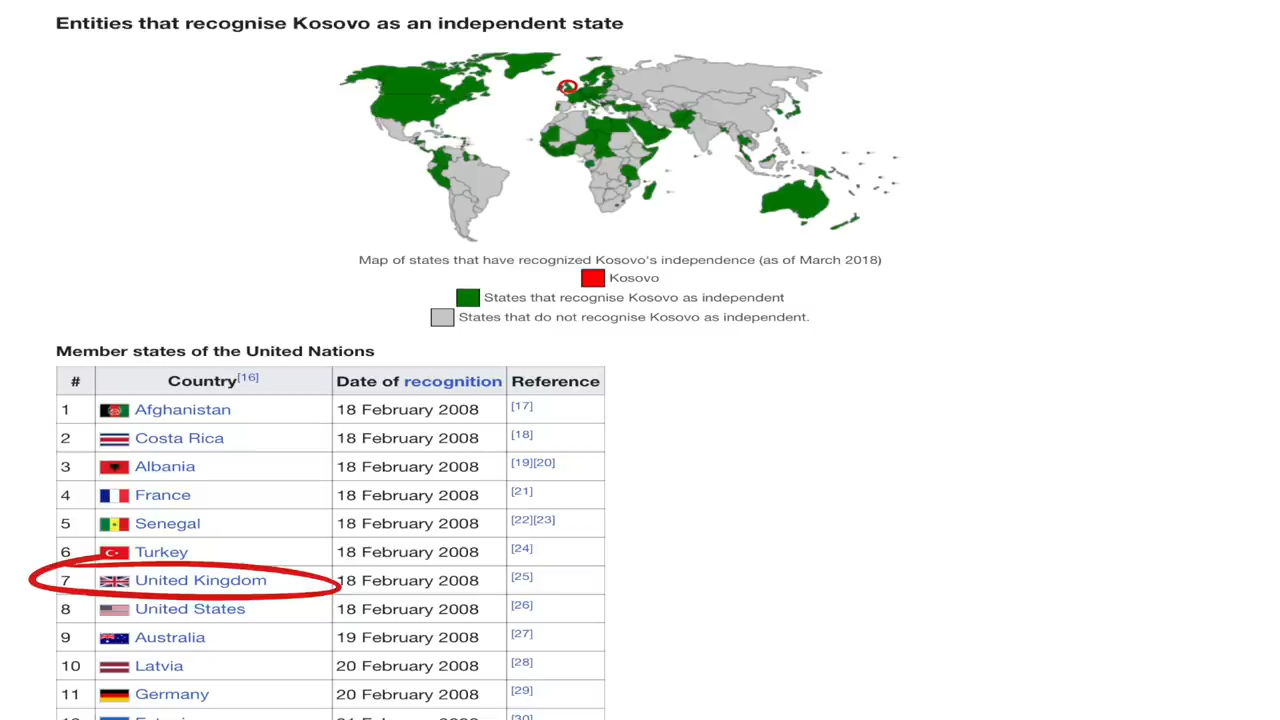 Entities that recognise Kosovo as an independent state
Map of states that have recognized Kosovo's independence (as of March 2018)
Kosovo
States that recognise Kosovo as independent
States that do not recognise Kosovo as independent.
Member states of the United Nations
# Country[16] Date of recognition Reference
1 Afghanistan 18 February 2008 [17]
2 Costa Rica 18 February 2008 [18]
3 Albania 18 February 2008 [19][20]
4 France 18 February 2008 [21]
5 Senegal 18 February 2008 [22][23]
6 Turkey 18 February 2008 [24]
7 United Kingdom 18 February 2008 [25]
8 United States 18 February 2008 [26]
9 Australia 19 February 2008 [27]
10 Latvia 20 February 2008 [28]
11 Germany 20 February 2008 [29]